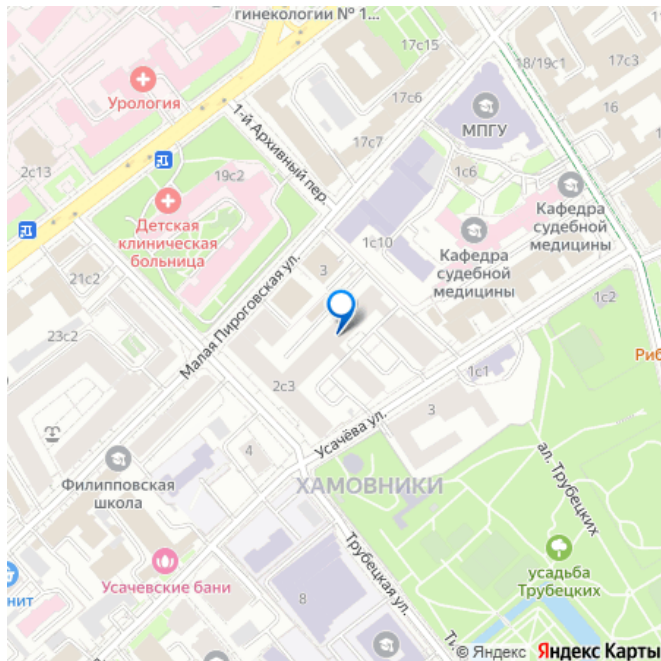 гинекологии № 1...
17с15
18/19с1
Урология
17с6
16
МПГУ
1-й Архивный пер.
17с7
2с13
19с2
1с6
Детская
клиническая
больница
Кафедра
судебной
медицины
1с10
Кафедра
судебной
медицины
3
21с2
Малая Пироговская ул.
1с2
23с2
Риб
2с3
1с1
3
Усачёва ул.
4
Филипповская
школа
ХАМОВНИКИ
ал. Трубецких
Трубецкая ул.
усадьба
Трубецких
Усачевские бани
нит
8
© Яндекс Яндекс Карты